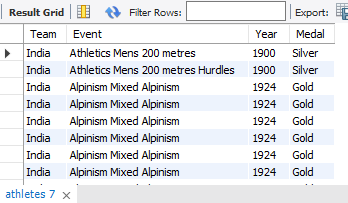 Result Grid Filter Rows: Export:
Team Event Year Medal
India Athletics Mens 200 metres 1900 Silver
India Athletics Mens 200 metres Hurdles 1900 Silver
India Alpinism Mixed Alpinism 1924 Gold
India Alpinism Mixed Alpinism 1924 Gold
India Alpinism Mixed Alpinism 1924 Gold
India Alpinism Mixed Alpinism 1924 Gold
India Alpinism Mixed Alpinism 1924 Gold
India Alpinism Mixed Alpinism 1924 Gold
athletes 7